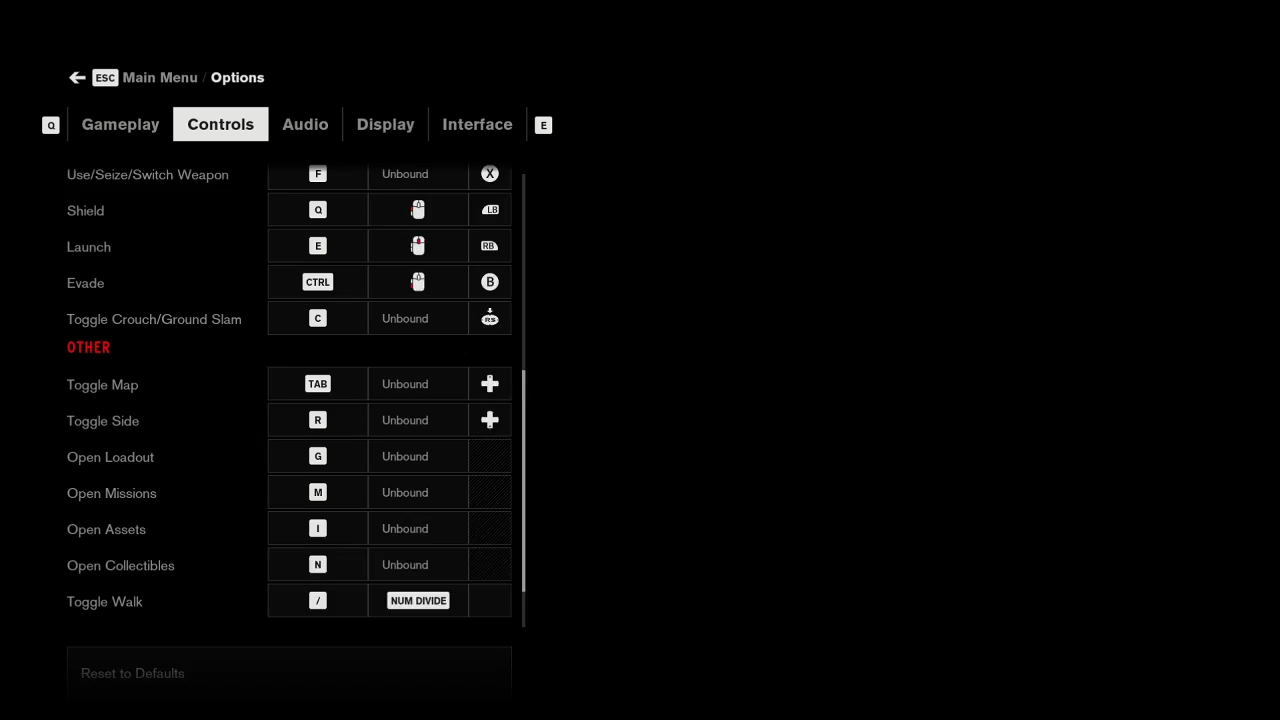 ESC Main Menu / Options
Q Gameplay Controls Audio Display Interface E
Use/Seize/Switch Weapon F Unbound X
Shield Q LB
Launch E RB
Evade CTRL B
Toggle Crouch/Ground Slam C Unbound RS
OTHER
Toggle Map TAB Unbound
Toggle Side R Unbound
Open Loadout G Unbound
Open Missions M Unbound
Open Assets I Unbound
Open Collectibles N Unbound
Toggle Walk / NUM DIVIDE
Reset to Defaults